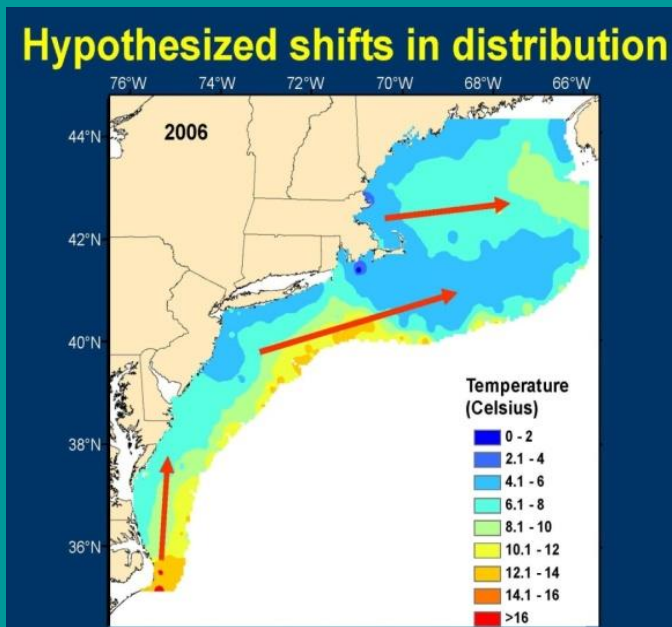 Hypothesized shifts in distribution
76°W 74°W 72°W 70°W 68°W 66°W
2006
44°N
42°N
40°N
38°N
36°N
Temperature
(Celsius)
0 - 2
2.1 - 4
4.1 - 6
6.1 - 8
8.1 - 10
10.1 - 12
12.1 - 14
14.1 - 16
>16